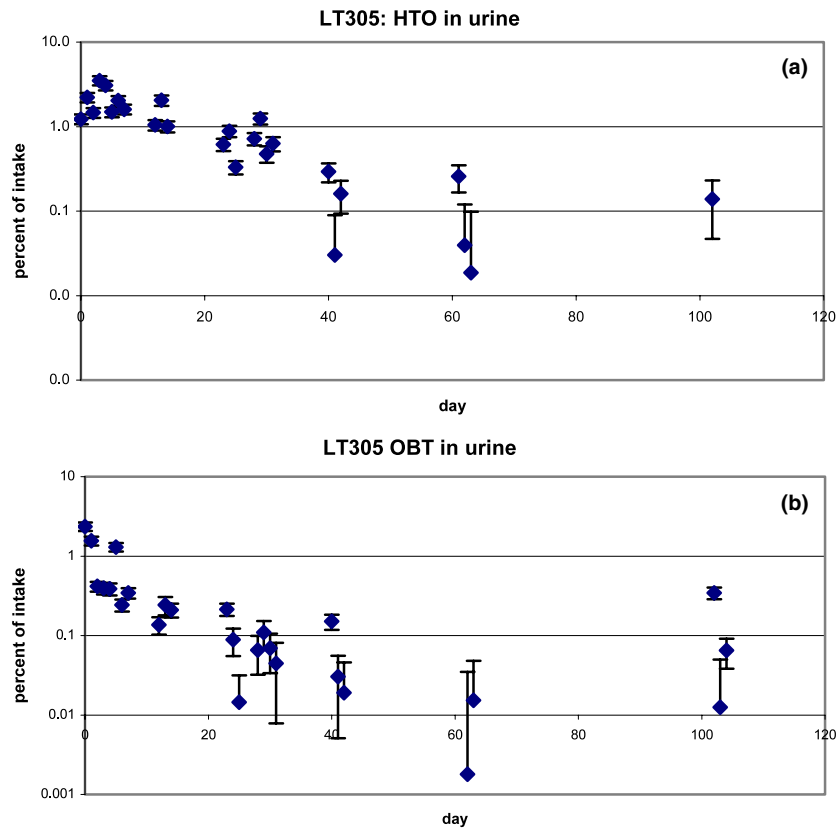 LT305: HTO in urine
(a)
percent of intake
10.0
1.0
0.1
0.0
0.0
0 20 40 60 80 100 120
day
LT305 OBT in urine
(b)
percent of intake
10
1
0.1
0.01
0.001
0 20 40 60 80 100 120
day